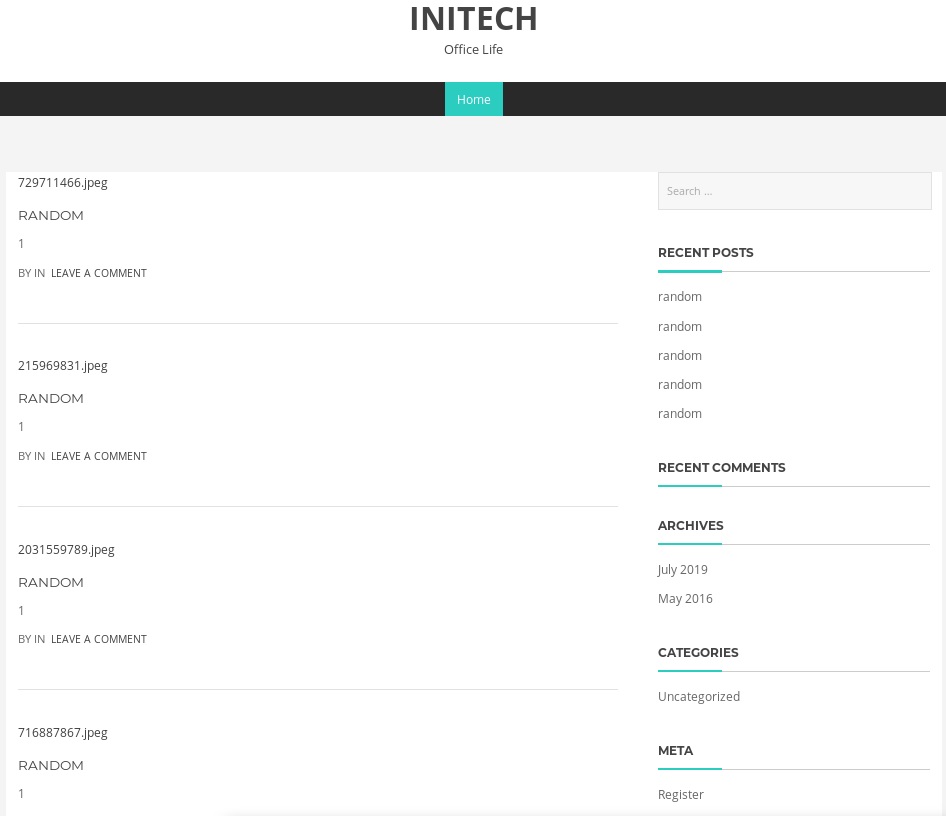 INITECH
Office Life
Home
729711466.jpeg
RANDOM
1
BY IN LEAVE A COMMENT
215969831.jpeg
RANDOM
1
BY IN LEAVE A COMMENT
2031559789.jpeg
RANDOM
1
BY IN LEAVE A COMMENT
716887867.jpeg
RANDOM
1
Search ...
RECENT POSTS
random
random
random
random
random
RECENT COMMENTS
ARCHIVES
July 2019
May 2016
CATEGORIES
Uncategorized
META
Register